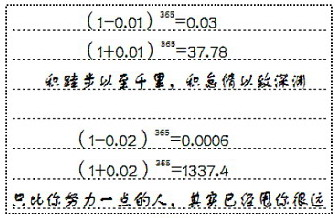 (1-0.01)³⁶⁵=0.03
(1+0.01)³⁶⁵=37.78
积跬步以至千里，积怠惰以致深渊
(1-0.02)³⁶⁵=0.0006
(1+0.02)³⁶⁵=1337.4
只比你努力一点的人，其实已经甩你很远